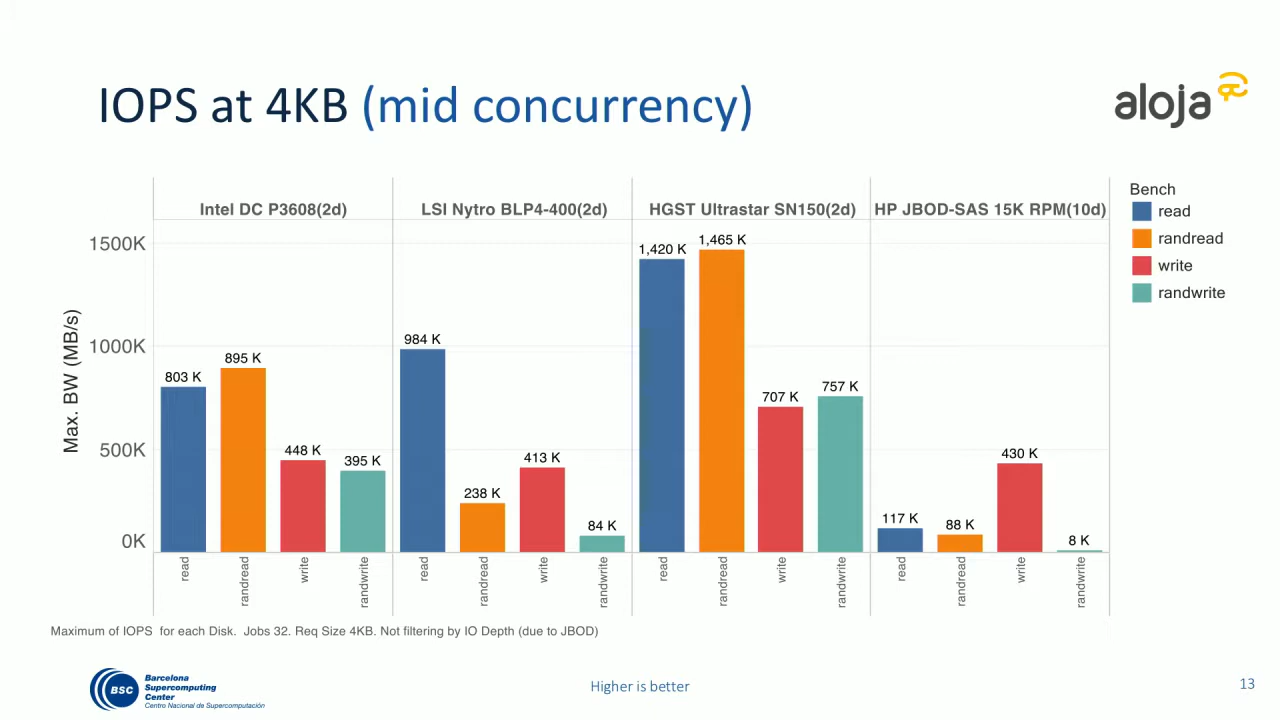 IOPS at 4KB (mid concurrency)
aloja
Intel DC P3608(2d)
LSI Nytro BLP4-400(2d)
HGST Ultrastar SN150(2d)
HP JBOD-SAS 15K RPM(10d)
Bench
read
randread
write
randwrite
Max. BW (MB/s)
1500K
1000K
500K
0K
803 K
895 K
448 K
395 K
984 K
238 K
413 K
84 K
1,420 K
1,465 K
707 K
757 K
117 K
88 K
430 K
8 K
read
randread
write
randwrite
read
randread
write
randwrite
read
randread
write
randwrite
read
randread
write
randwrite
Maximum of IOPS for each Disk. Jobs 32. Req Size 4KB. Not filtering by IO Depth (due to JBOD)
BSC
Barcelona
Supercomputing
Center
Centro Nacional de Supercomputación
Higher is better
13